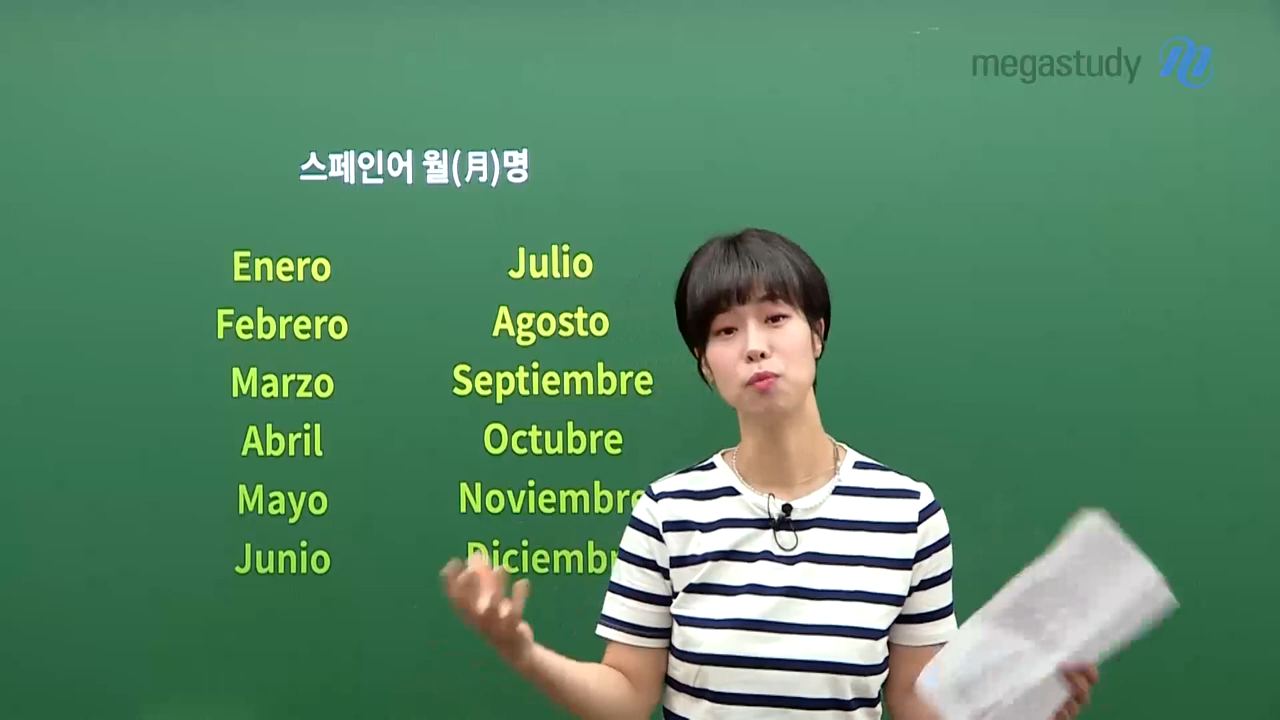 megastudy
스페인어 월(月)명
Enero
Febrero
Marzo
Abril
Mayo
Junio
Julio
Agosto
Septiembre
Octubre
Noviembre
Diciemb